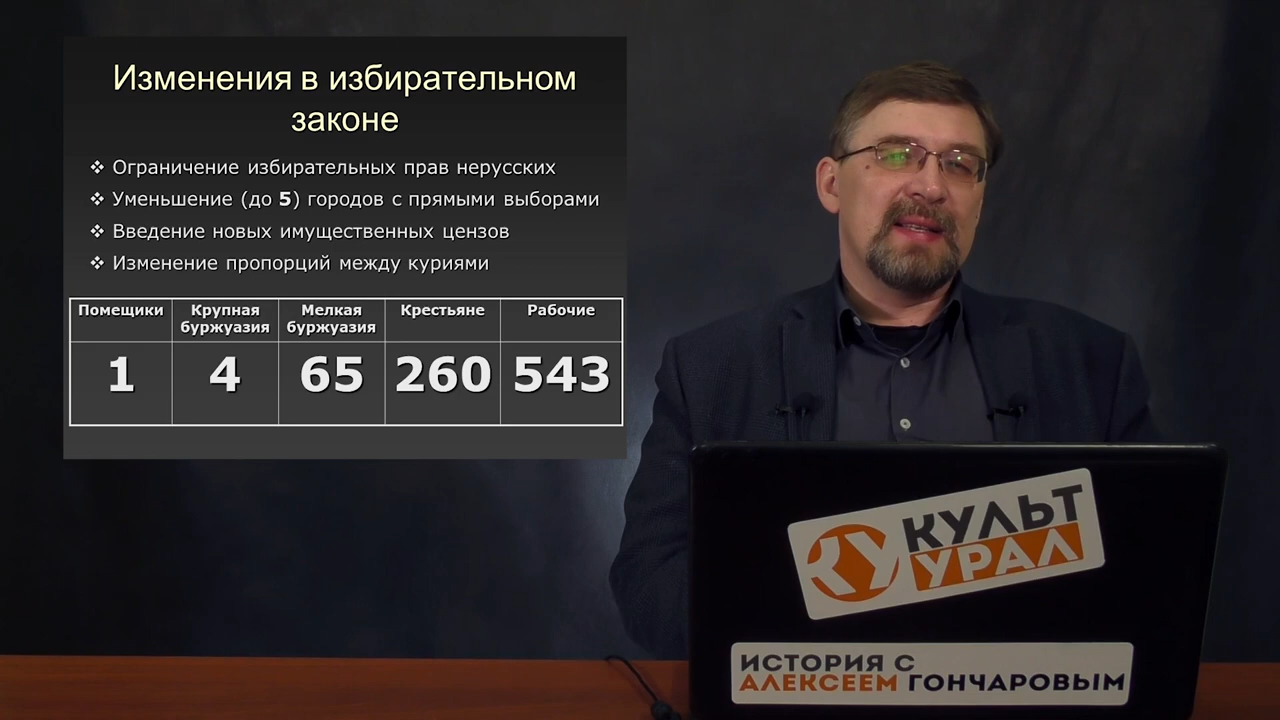 Изменения в избирательном
законе
❖ Ограничение избирательных прав нерусских
❖ Уменьшение (до 5) городов с прямыми выборами
❖ Введение новых имущественных цензов
❖ Изменение пропорций между куриями
Помещики Крупная буржуазия Мелкая буржуазия Крестьяне Рабочие
1 4 65 260 543
КУ КУЛЬТ
УРАЛ
ИСТОРИЯ С
АЛЕКСЕЕМ ГОНЧАРОВЫМ